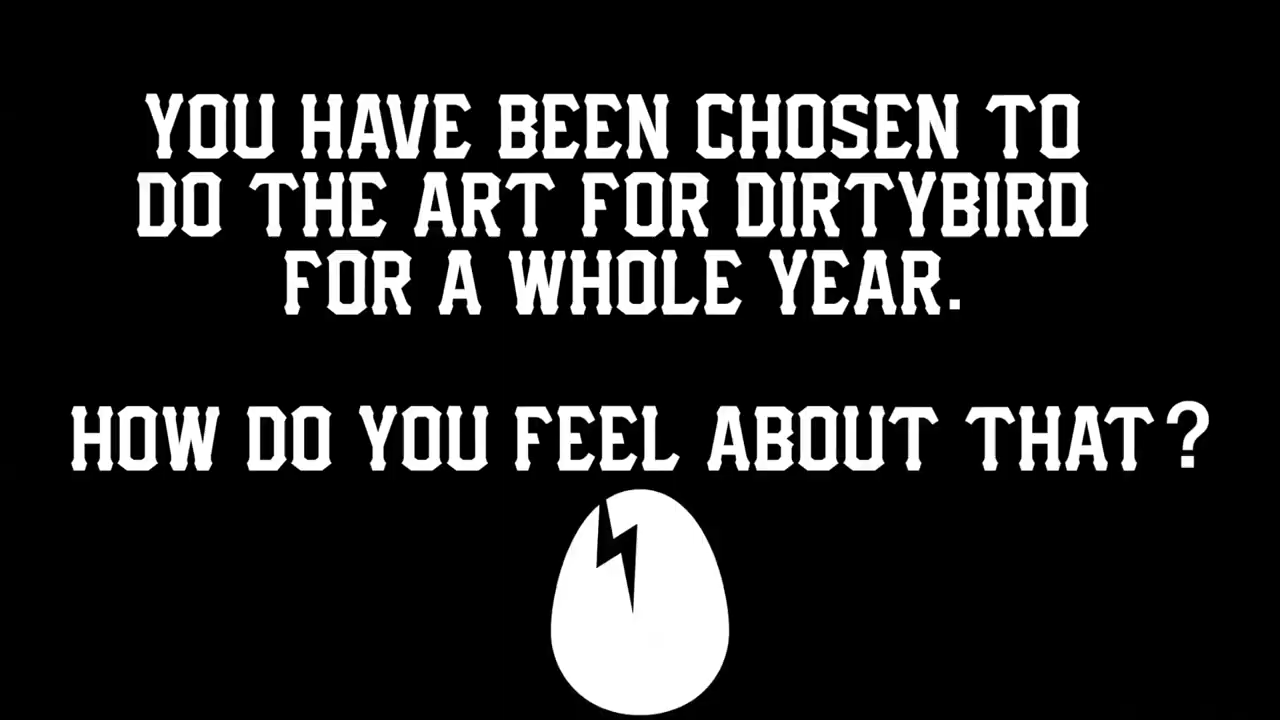 YOU HAVE BEEN CHOSEN TO
DO THE ART FOR DIRTYBIRD
FOR A WHOLE YEAR.
HOW DO YOU FEEL ABOUT THAT?